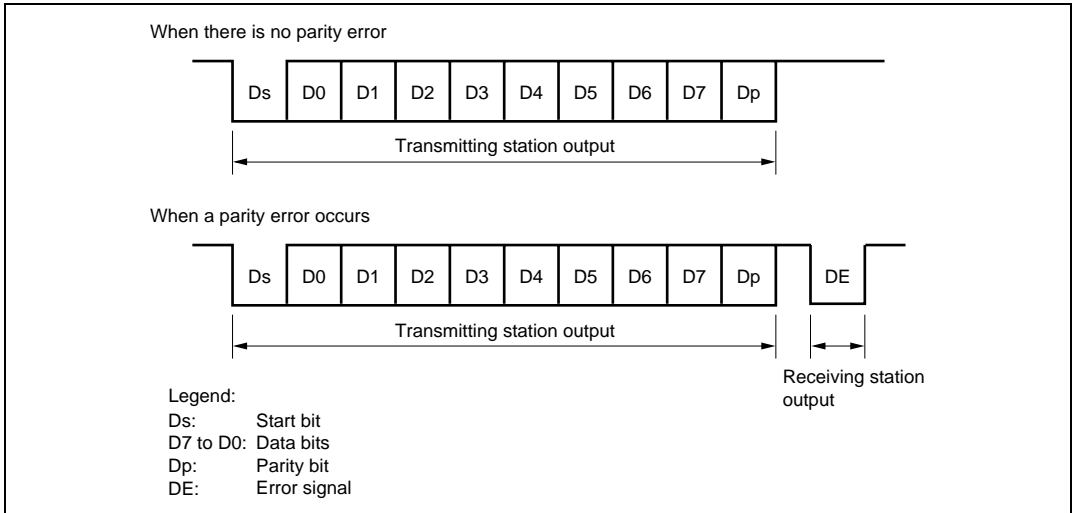 When there is no parity error
Ds D0 D1 D2 D3 D4 D5 D6 D7 Dp
Transmitting station output
When a parity error occurs
Ds D0 D1 D2 D3 D4 D5 D6 D7 Dp DE
Transmitting station output
Receiving station
output
Legend:
Ds: Start bit
D7 to D0: Data bits
Dp: Parity bit
DE: Error signal